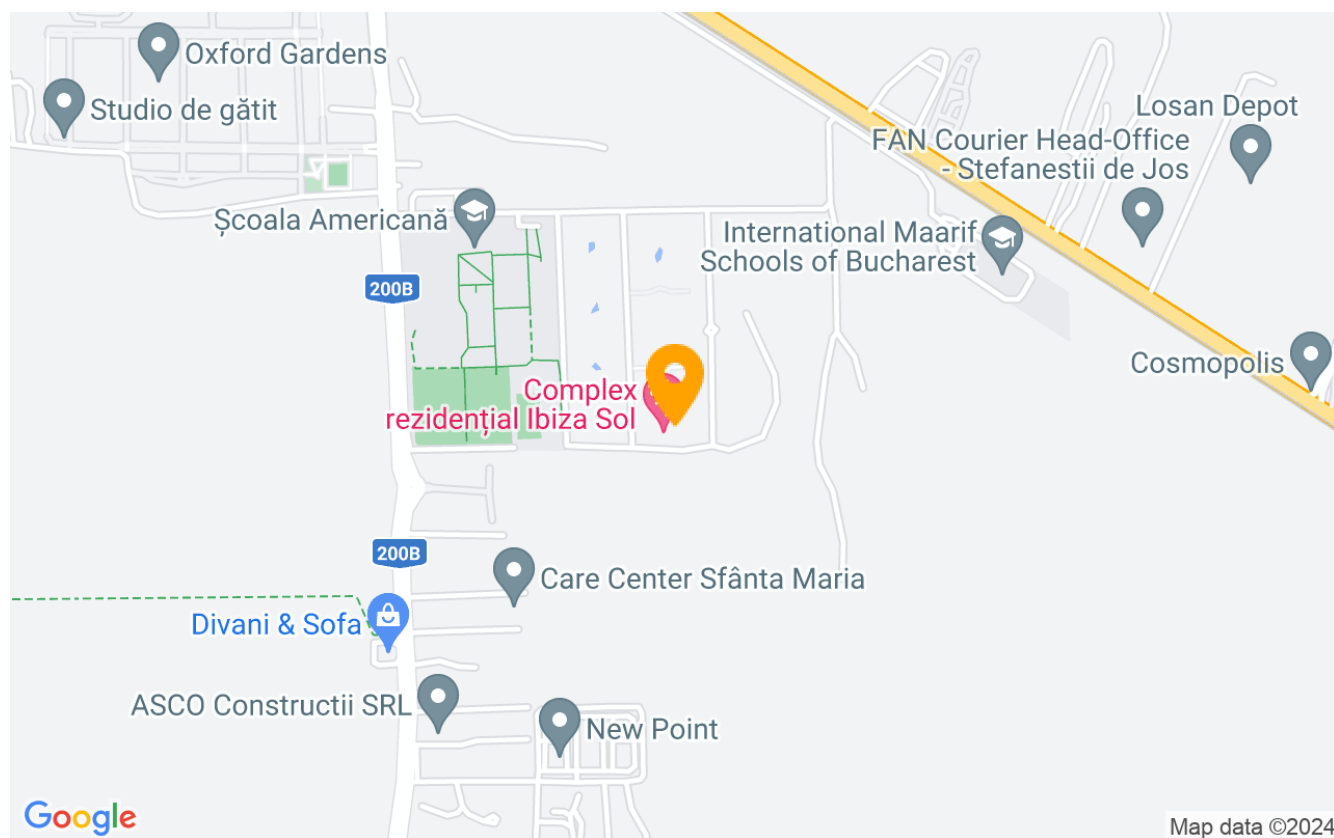 Oxford Gardens
Studio de gătit
Losan Depot
FAN Courier Head-Office
- Stefanestii de Jos
Școala Americană
International Maarif
Schools of Bucharest
200B
Cosmopolis
Complex
rezidențial Ibiza Sol
200B
Care Center Sfânta Maria
Divani & Sofa
ASCO Constructii SRL
New Point
Google
Map data ©2024